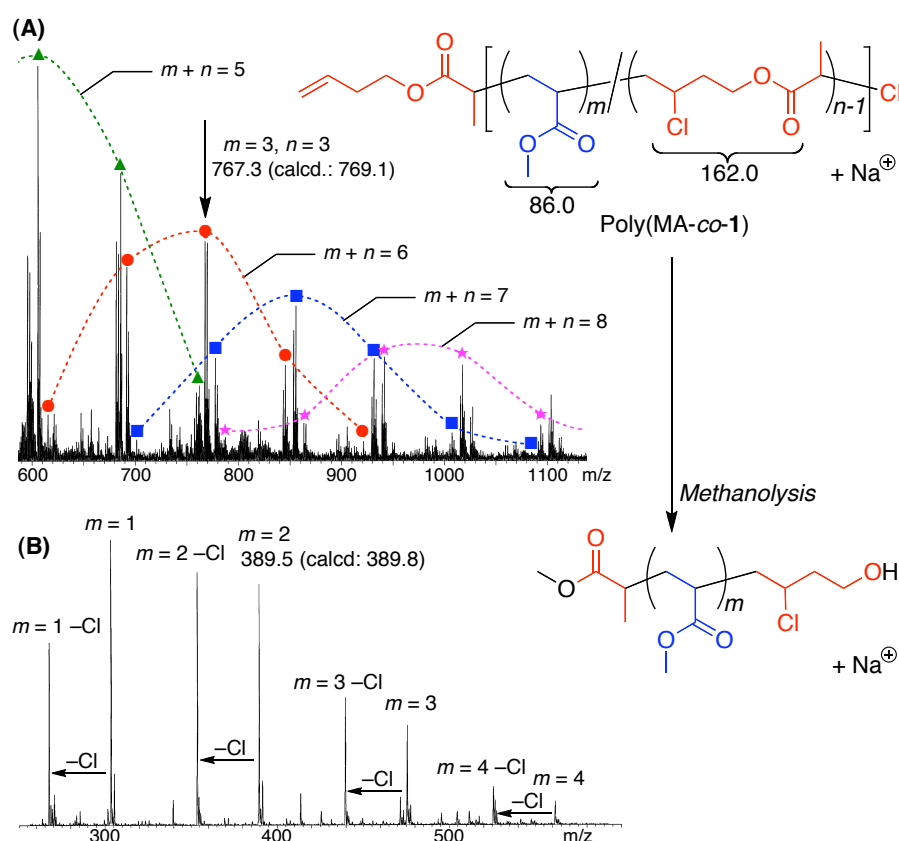 (A)
m + n = 5
m = 3, n = 3
767.3 (calcd.: 769.1)
m + n = 6
m + n = 7
m + n = 8
600 700 800 900 1000 1100 m/z
O
O
m
O
O
Cl
O
O
n-1
Cl
86.0
162.0
+ Na⊕
Poly(MA-co-1)
Methanolysis
(B)
m = 1
m = 2 –Cl
m = 2
389.5 (calcd: 389.8)
m = 1 –Cl
m = 3 –Cl
m = 3
m = 4 –Cl
m = 4
–Cl
–Cl
–Cl
–Cl
300 400 500 m/z
O
O
m
O
O
Cl
OH
+ Na⊕